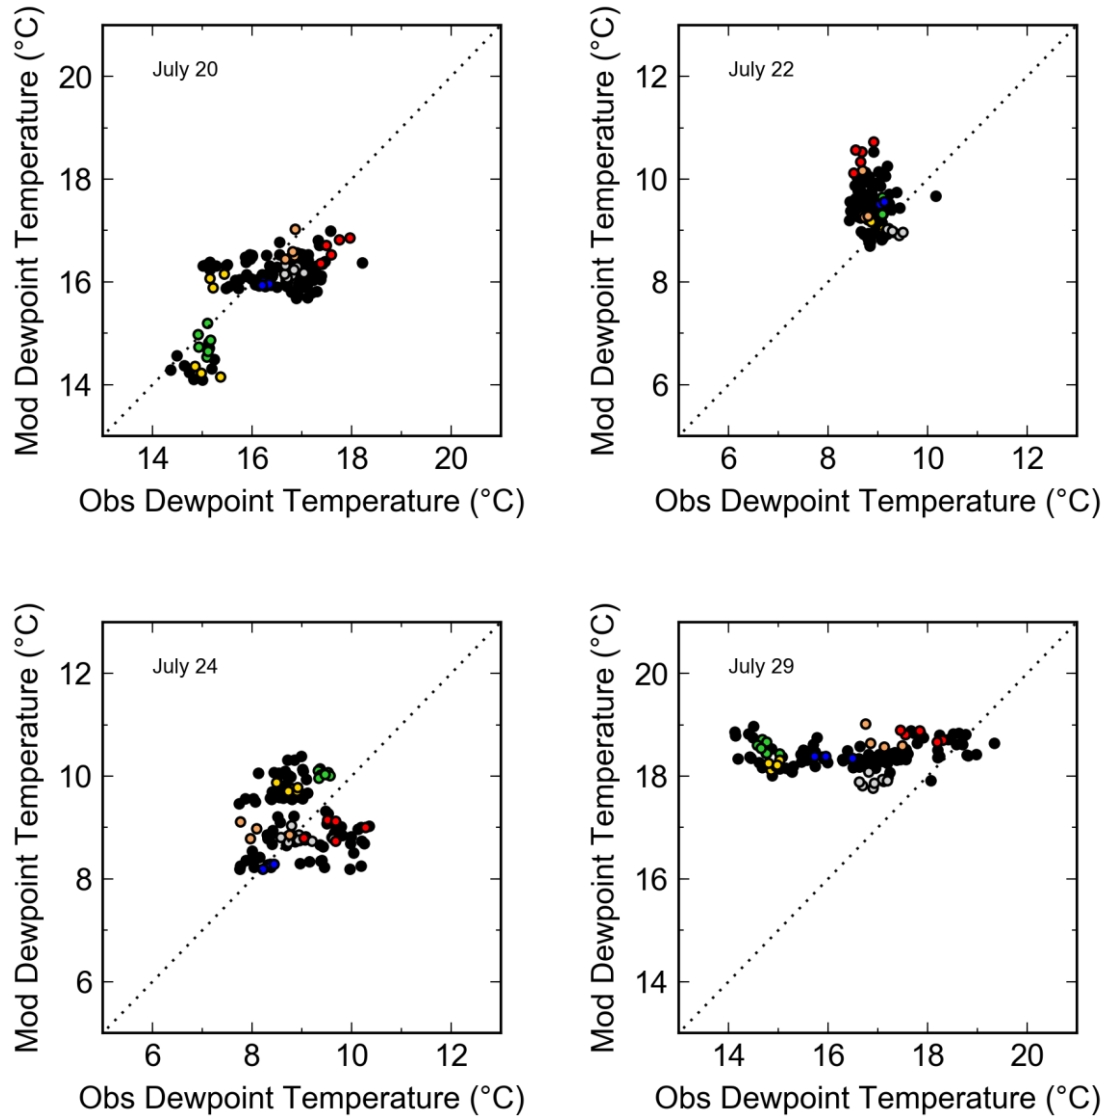 Mod Dewpoint Temperature (°C)
20
18
16
14
July 20
14
16
18
20
Obs Dewpoint Temperature (°C)
Mod Dewpoint Temperature (°C)
12
10
8
6
July 22
6
8
10
12
Obs Dewpoint Temperature (°C)
Mod Dewpoint Temperature (°C)
12
10
8
6
July 24
6
8
10
12
Obs Dewpoint Temperature (°C)
Mod Dewpoint Temperature (°C)
20
18
16
14
July 29
14
16
18
20
Obs Dewpoint Temperature (°C)